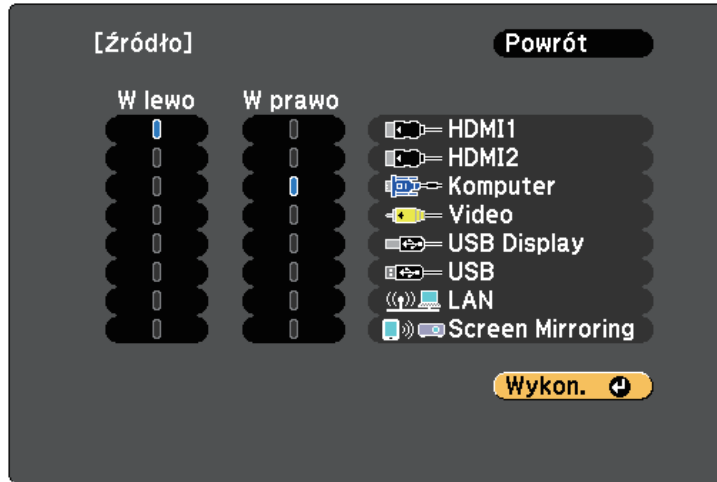 [Źródło] Powrót
W lewo W prawo
HDMI1
HDMI2
Komputer
Video
USB Display
USB
LAN
Screen Mirroring
Wykon.